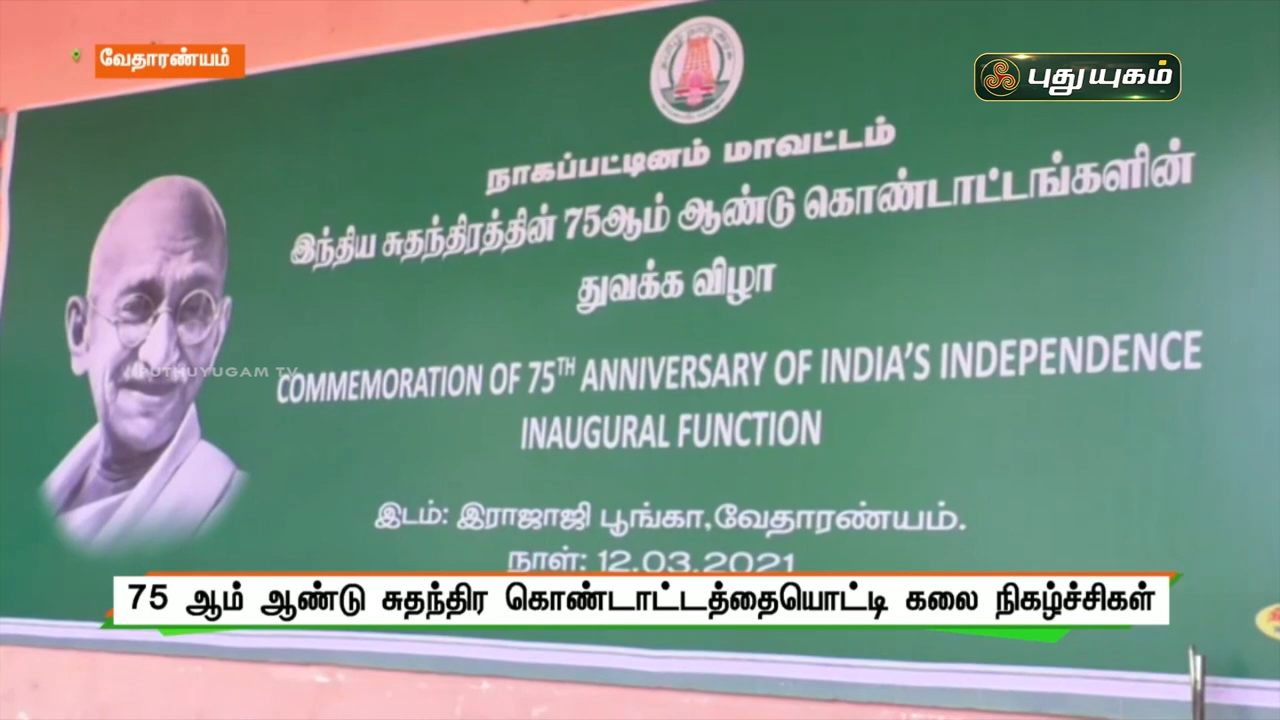 வேதாரண்யம்
புதுயுகம்
நாகப்பட்டினம் மாவட்டம்
இந்திய சுதந்திரத்தின் 75ஆம் ஆண்டு கொண்டாட்டங்களின்
துவக்க விழா
PUTHUYUGAM TV
COMMEMORATION OF 75TH ANNIVERSARY OF INDIA'S INDEPENDENCE
INAUGURAL FUNCTION
இடம்: இராஜாஜி பூங்கா,வேதாரண்யம்.
நாள்: 12.03.2021
75 ஆம் ஆண்டு சுதந்திர கொண்டாட்டத்தையொட்டி கலை நிகழ்ச்சிகள்